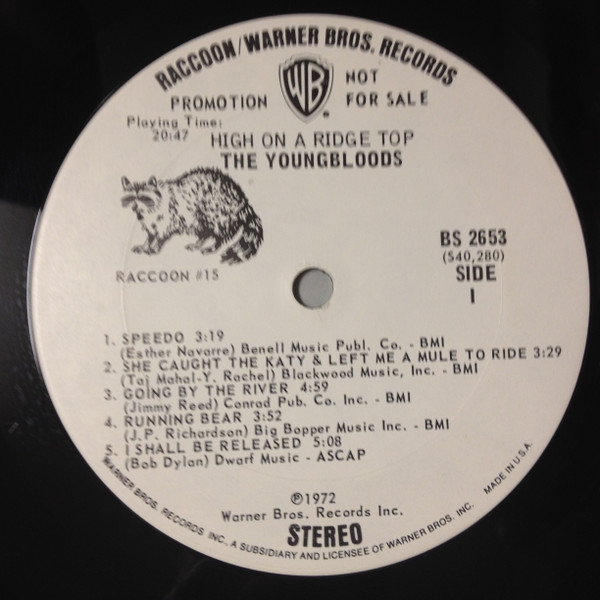 RACCOON/WARNER BROS. RECORDS
PROMOTION WB NOT FOR SALE
Playing Time:
20:47
HIGH ON A RIDGE TOP
THE YOUNGBLOODS
RACCOON #15
BS 2653
(S40,280)
SIDE
1
1. SPEEDO 3:19
(Esther Navarre) Benell Music Publ. Co. - BMI
2. SHE CAUGHT THE KATY & LEFT ME A MULE TO RIDE 3:29
(Taj Mahal-Y. Rachel) Blackwood Music, Inc. - BMI
3. GOING BY THE RIVER 4:59
(Jimmy Reed) Conrad Pub. Co. Inc. - BMI
4. RUNNING BEAR 3:52
(J.P. Richardson) Big Bopper Music Inc. - BMI
5. I SHALL BE RELEASED 5:08
(Bob Dylan) Dwarf Music - ASCAP
℗1972
Warner Bros. Records Inc.
STEREO
WARNER BROS. RECORDS INC., A SUBSIDIARY AND LICENSEE OF WARNER BROS. INC. MADE IN U.S.A.